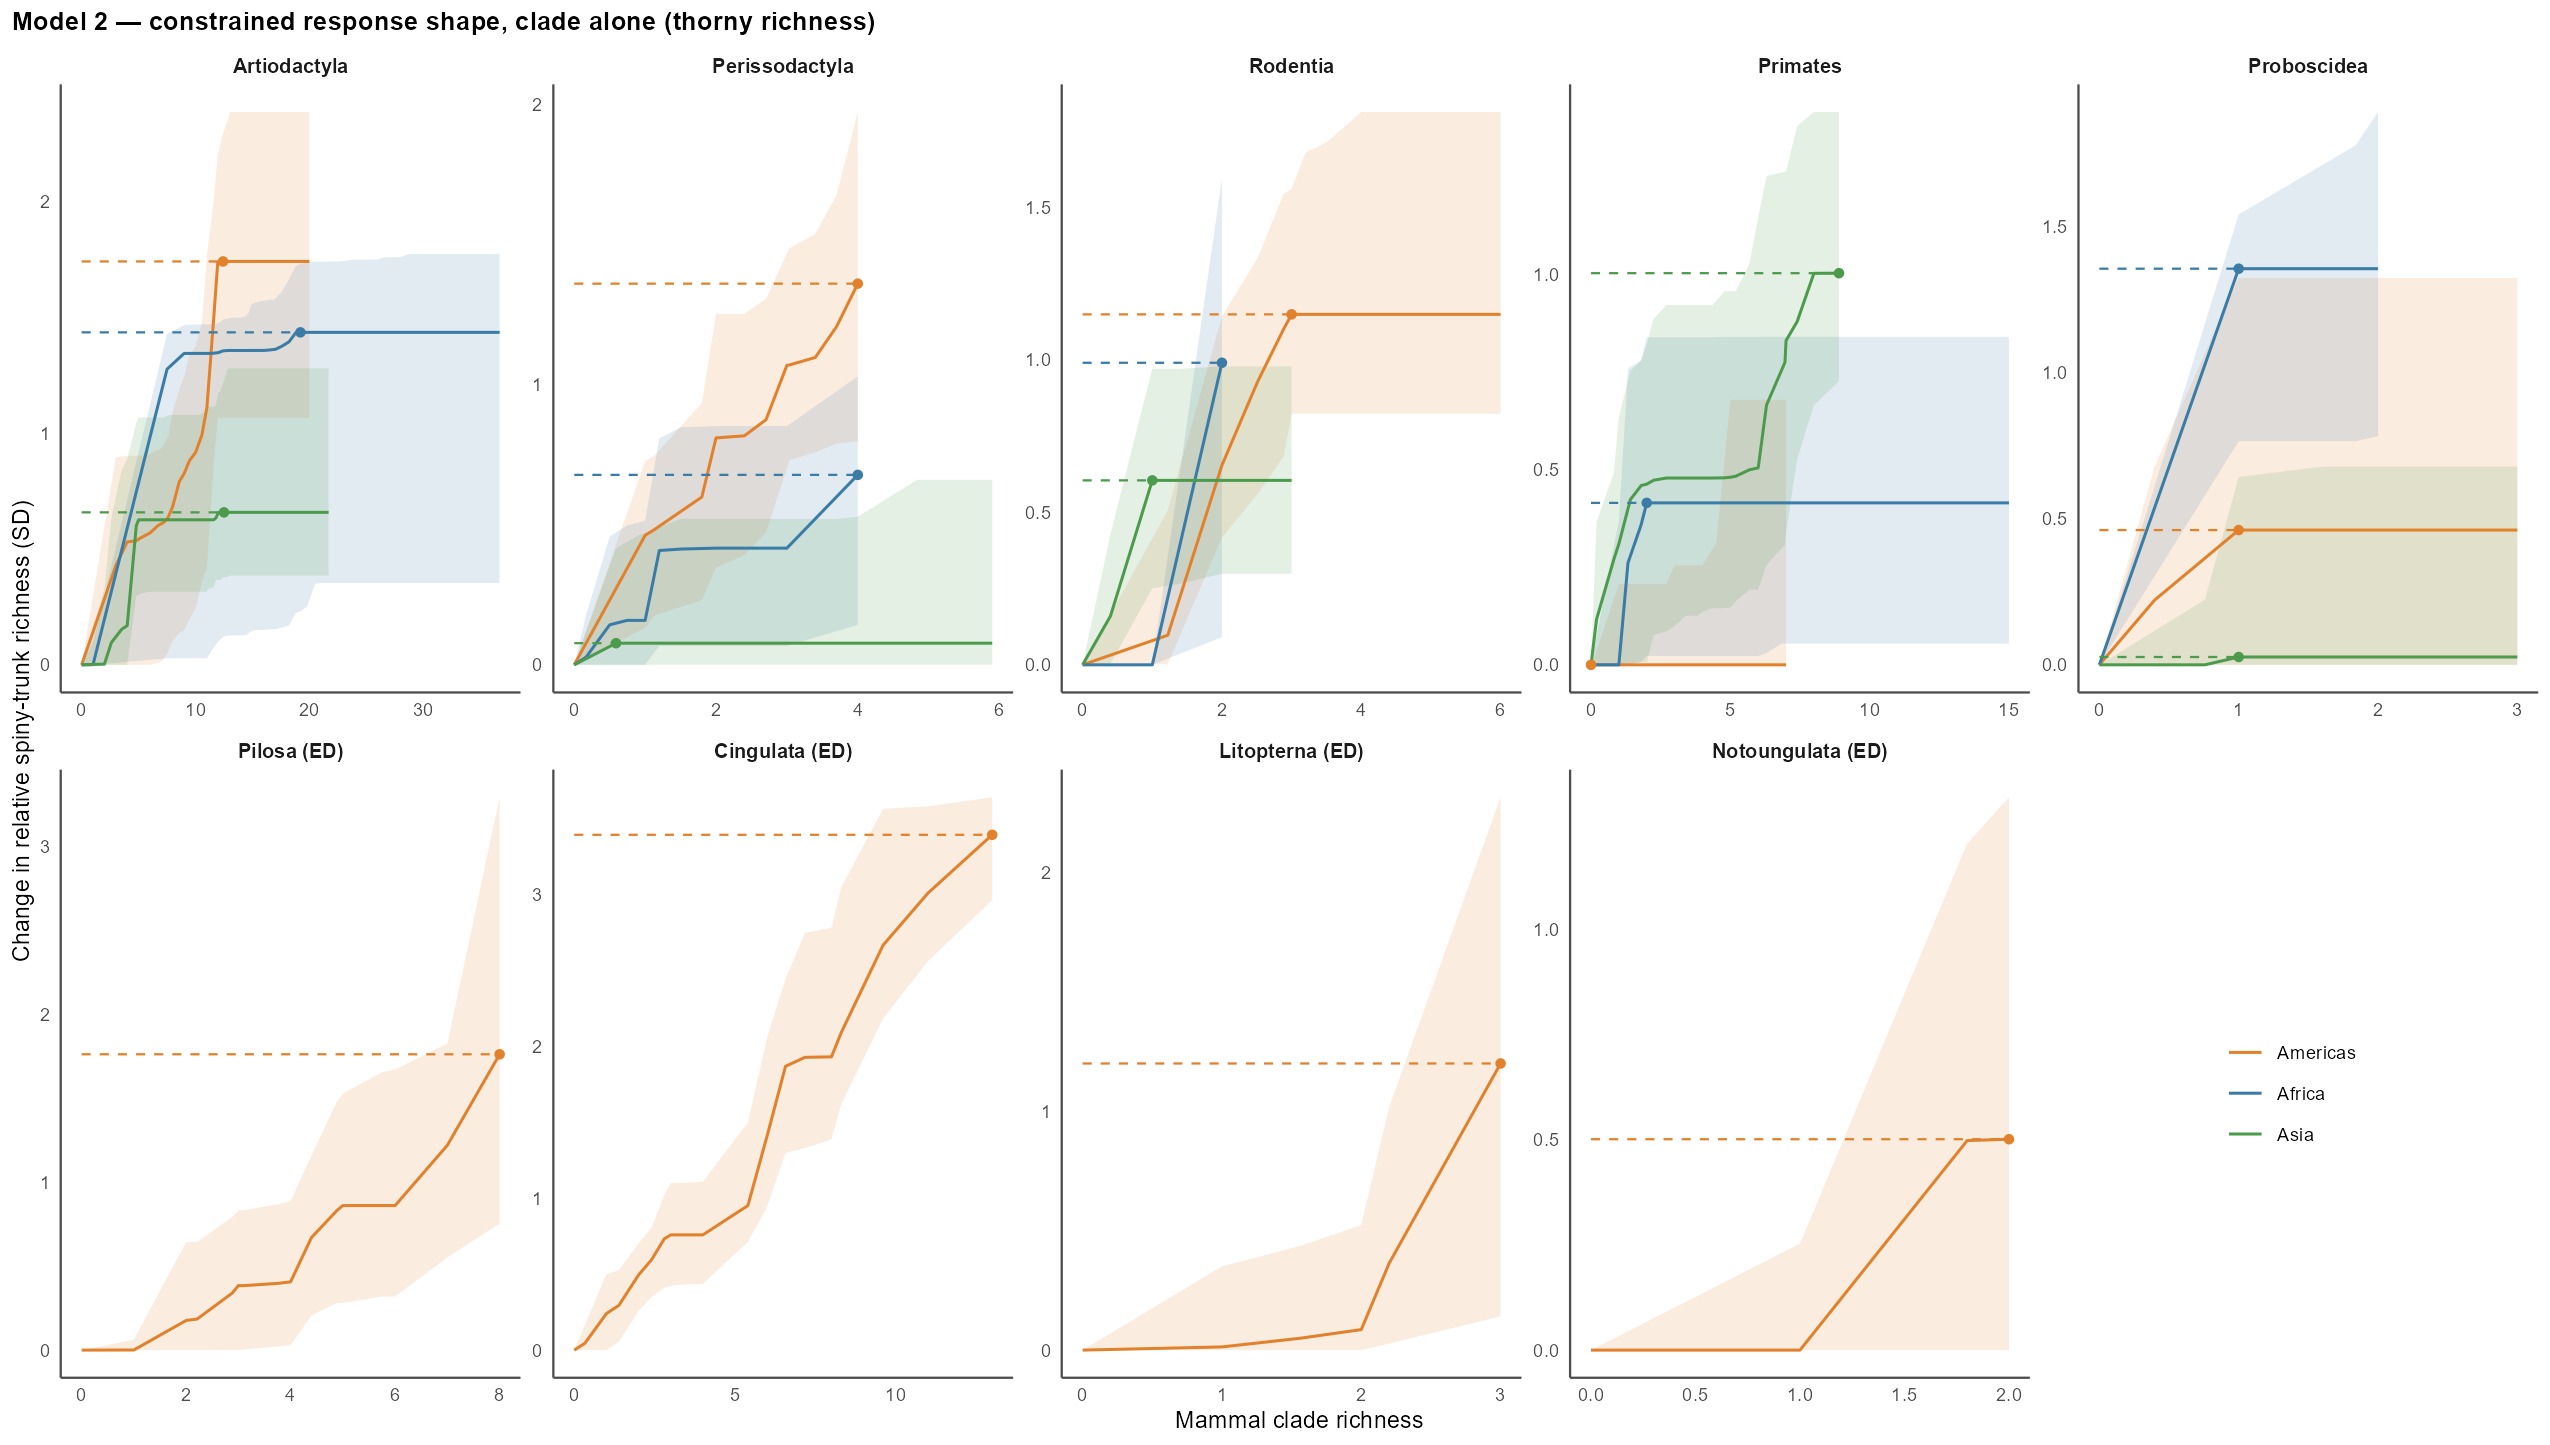 Model 2 — constrained response shape, clade alone (thorny richness)
Artiodactyla
Perissodactyla
Rodentia
Primates
Proboscidea
2
1
0
0 10 20 30
2
1
0
0 2 4 6
1.5
1.0
0.5
0.0
0 2 4 6
1.0
0.5
0.0
0 5 10 15
1.5
1.0
0.5
0.0
0 1 2 3
Change in relative spiny-trunk richness (SD)
Pilosa (ED)
Cingulata (ED)
Litopterna (ED)
Notoungulata (ED)
3
2
1
0
0 2 4 6 8
3
2
1
0
0 5 10
2
1
0
0 1 2 3
1.0
0.5
0.0
0.0 0.5 1.0 1.5 2.0
Americas
Africa
Asia
Mammal clade richness